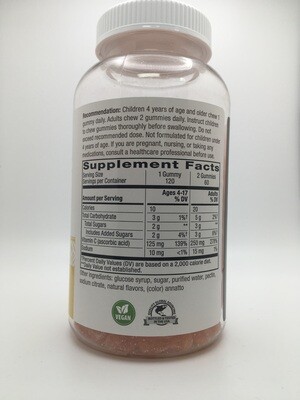 Recommendation: Children 4 years of age and older chew 1
gummy daily. Adults chew 2 gummies daily. Instruct children
to chew gummies thoroughly before swallowing. Do not
exceed recommended dose. Not formulated for children under
4 years of age. If you are pregnant, nursing, or taking any
medications, consult a healthcare professional before use.
Supplement Facts
Serving Size 1 Gummy 2 Gummies
Servings per Container 120 60
Amount per Serving Ages 4-17 % DV Adults % DV
Calories 10 20
Total Carbohydrate 3 g 1%† 5 g 2%
Total Sugars 2 g ** 4 g **
Includes Added Sugars 2 g 4%† 3 g
Vitamin C (ascorbic acid) 125 mg 139% 250 mg 278%
Sodium 10 mg <1% 15 mg
†Percent Daily Values (DV) are based on a 2,000 calorie diet.
Daily Value not established.
Other ingredients: glucose syrup, sugar, purified water, pectin,
sodium citrate, natural flavors, (color) annatto
VEGAN